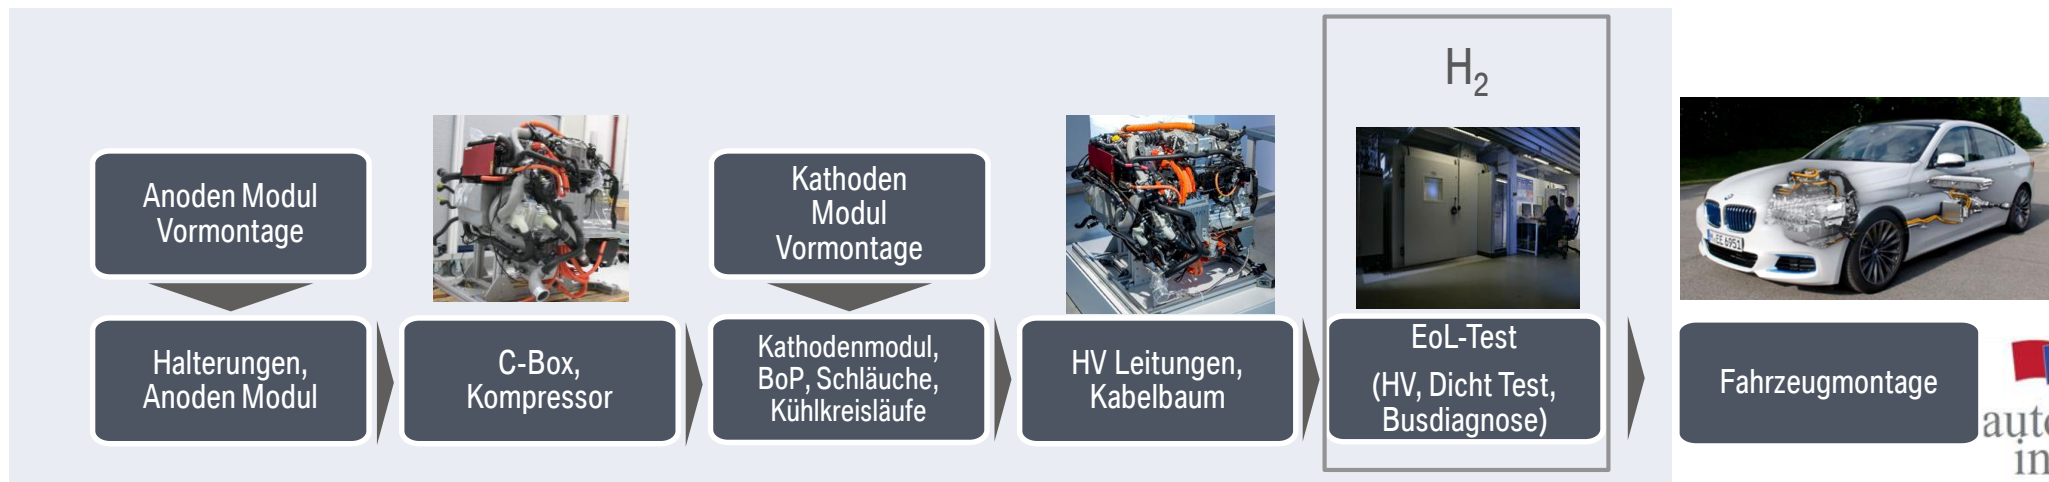 H₂
Anoden Modul
Vormontage
Kathoden
Modul
Vormontage
Halterungen,
Anoden Modul
C-Box,
Kompressor
Kathodenmodul,
BoP, Schläuche,
Kühlkreisläufe
HV Leitungen,
Kabelbaum
EoL-Test
(HV, Dicht Test,
Busdiagnose)
Fahrzeugmontage